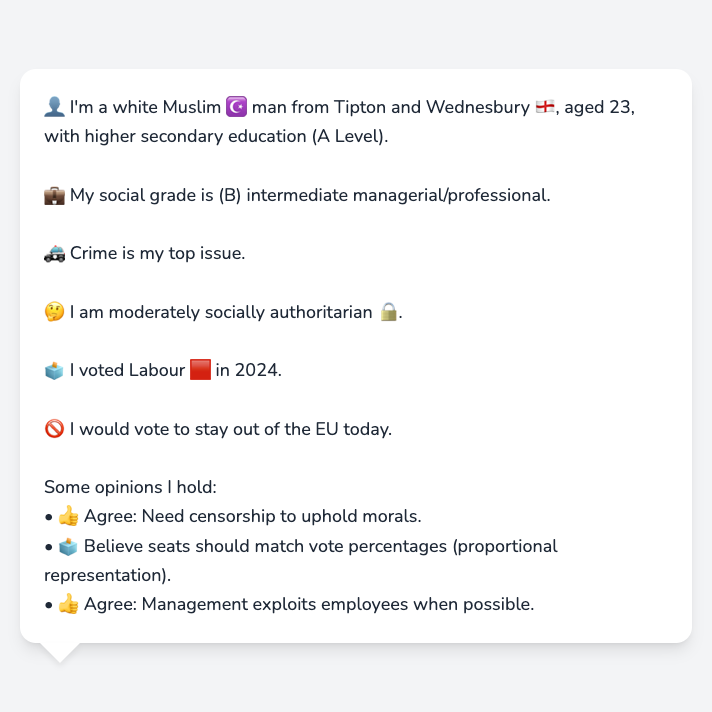 👤 I'm a white Muslim ☪️ man from Tipton and Wednesbury 🏴󠁧󠁢󠁥󠁮󠁧󠁿, aged 23,
with higher secondary education (A Level).
💼 My social grade is (B) intermediate managerial/professional.
🚓 Crime is my top issue.
🤔 I am moderately socially authoritarian 🔒.
🗳️ I voted Labour 🟥 in 2024.
🚫 I would vote to stay out of the EU today.
Some opinions I hold:
• 👍 Agree: Need censorship to uphold morals.
• 🗳️ Believe seats should match vote percentages (proportional
representation).
• 👍 Agree: Management exploits employees when possible.